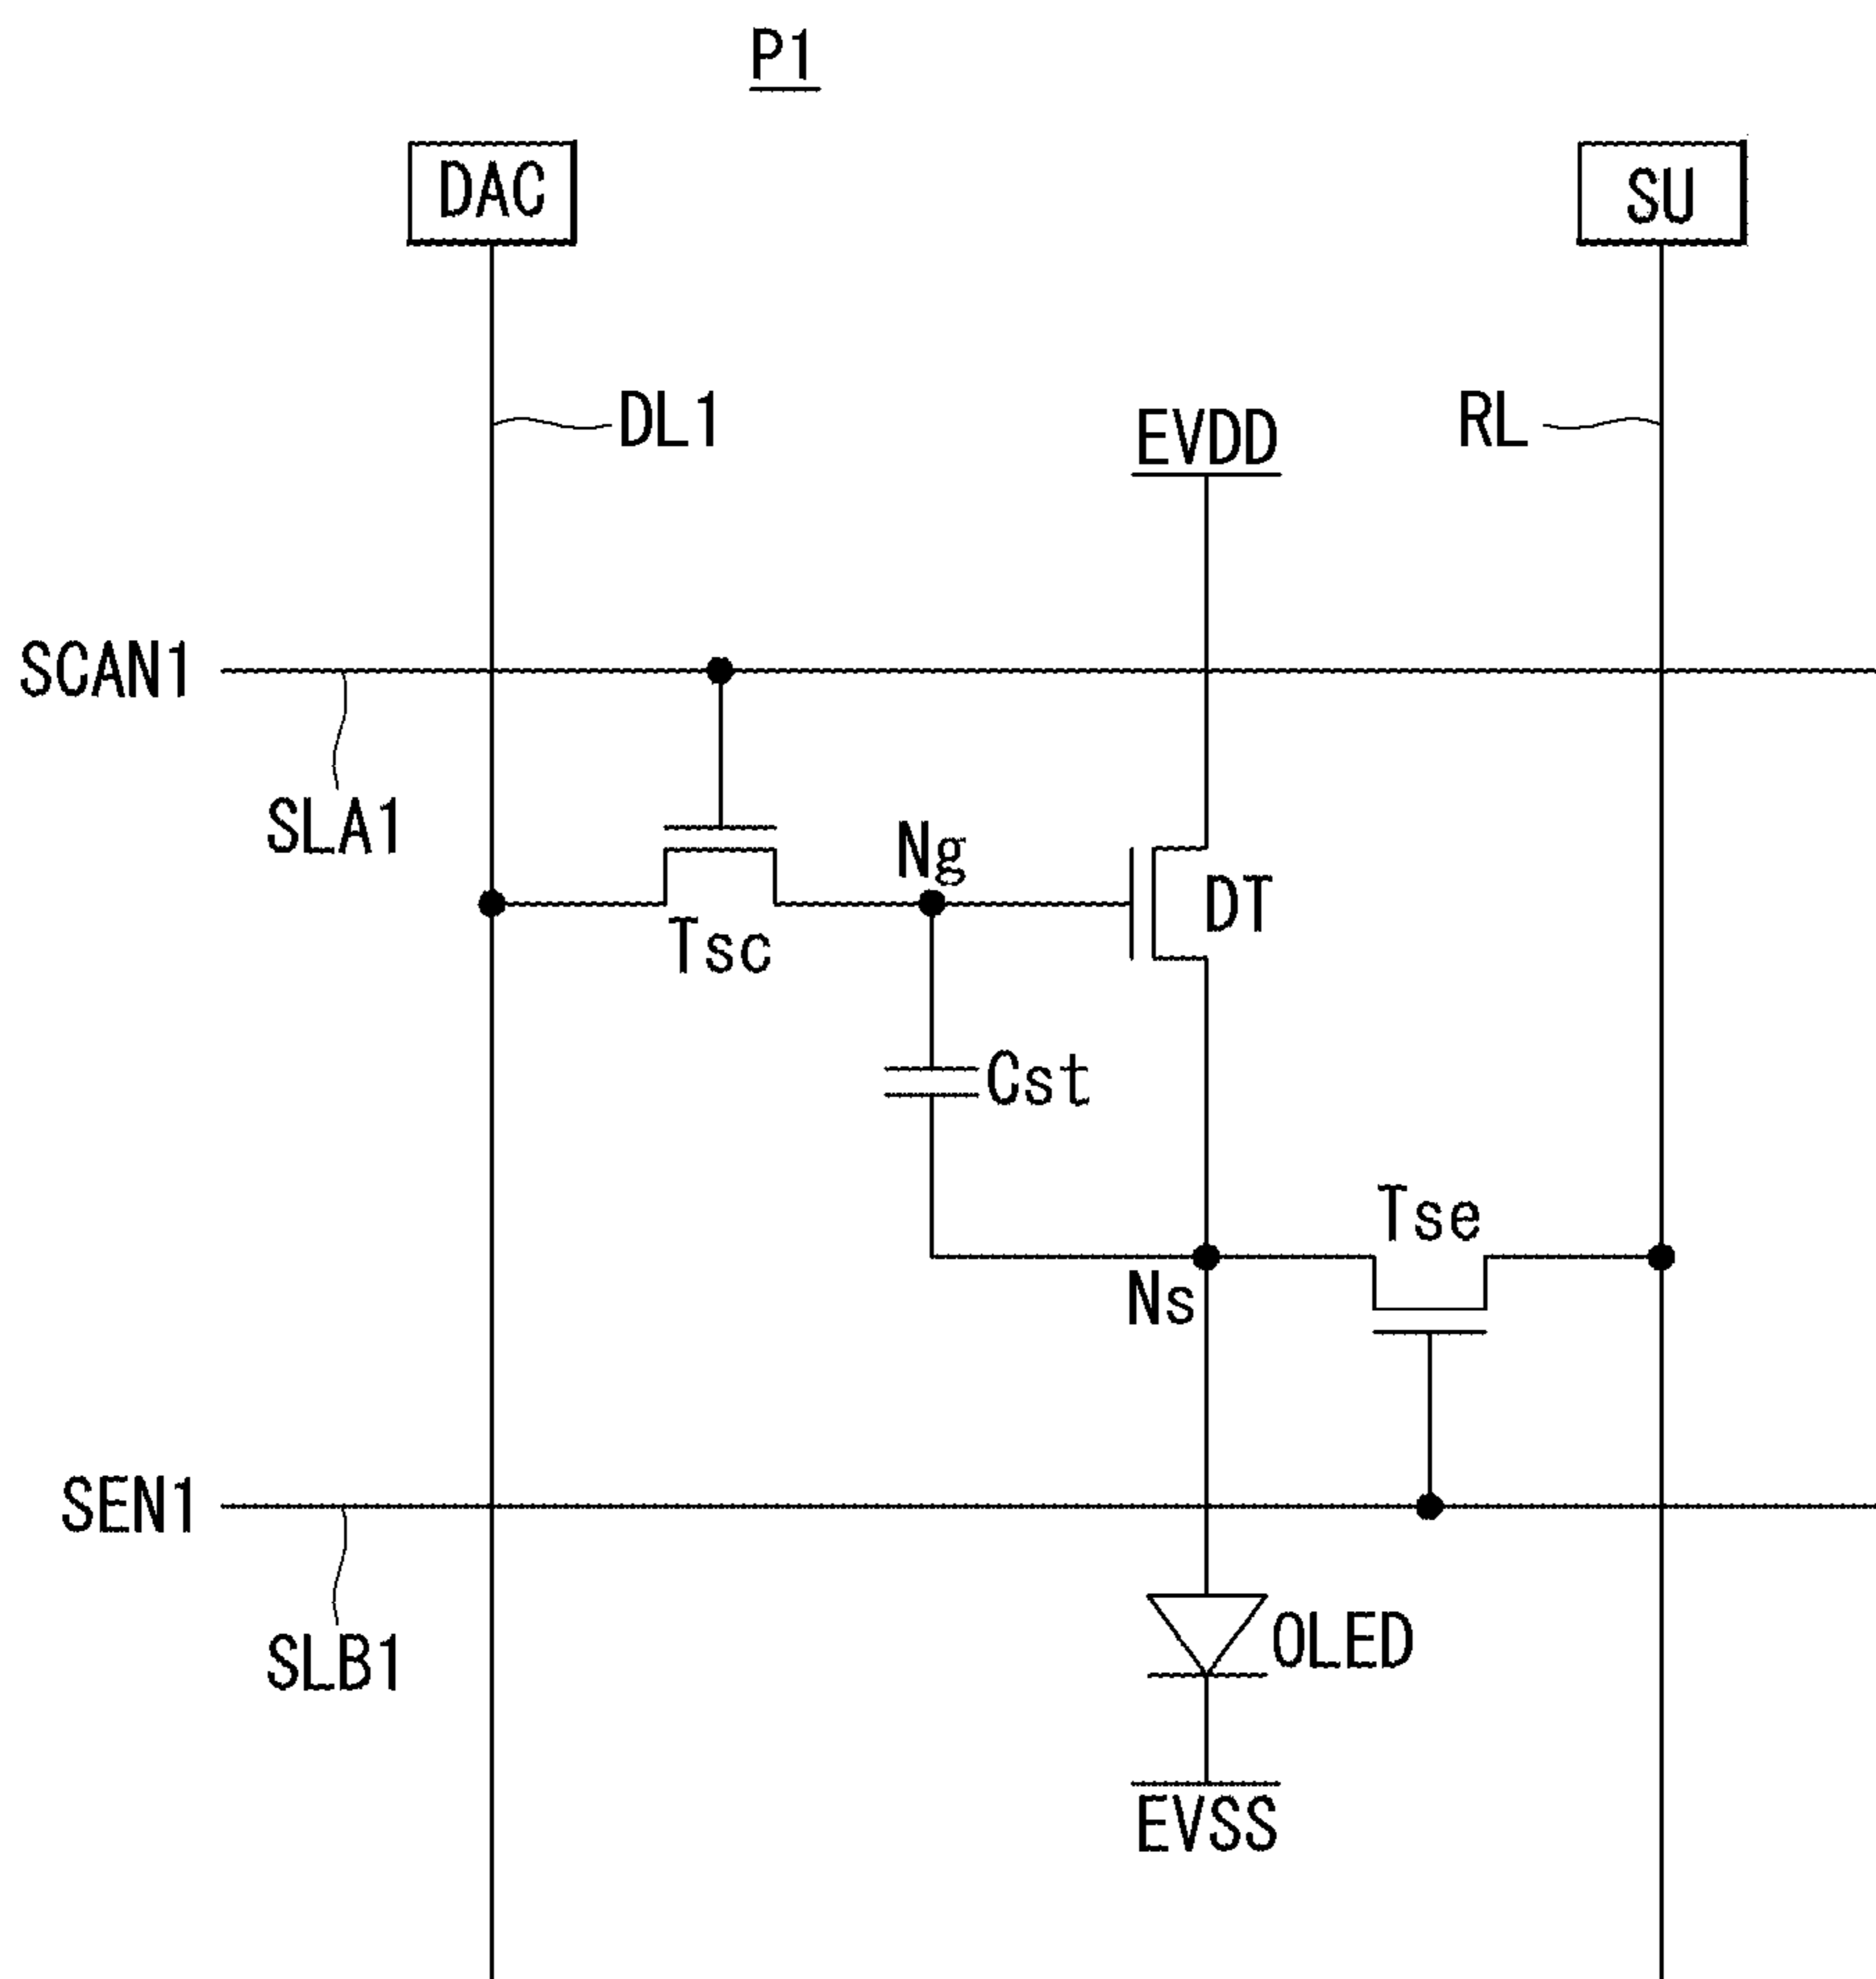 P1
DAC
SU
DL1
EVDD
RL
SCAN1
SLA1
Ng
DT
Tsc
Cst
Tse
Ns
SEN1
SLB1
OLED
EVSS